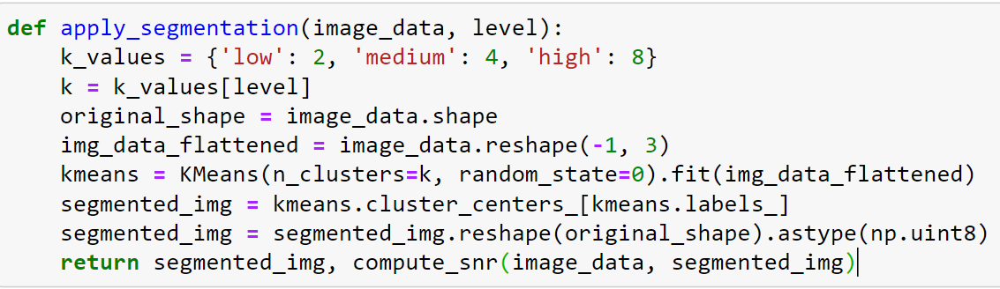 def apply_segmentation(image_data, level):
    k_values = {'low': 2, 'medium': 4, 'high': 8}
    k = k_values[level]
    original_shape = image_data.shape
    img_data_flattened = image_data.reshape(-1, 3)
    kmeans = KMeans(n_clusters=k, random_state=0).fit(img_data_flattened)
    segmented_img = kmeans.cluster_centers_[kmeans.labels_]
    segmented_img = segmented_img.reshape(original_shape).astype(np.uint8)
    return segmented_img, compute_snr(image_data, segmented_img)